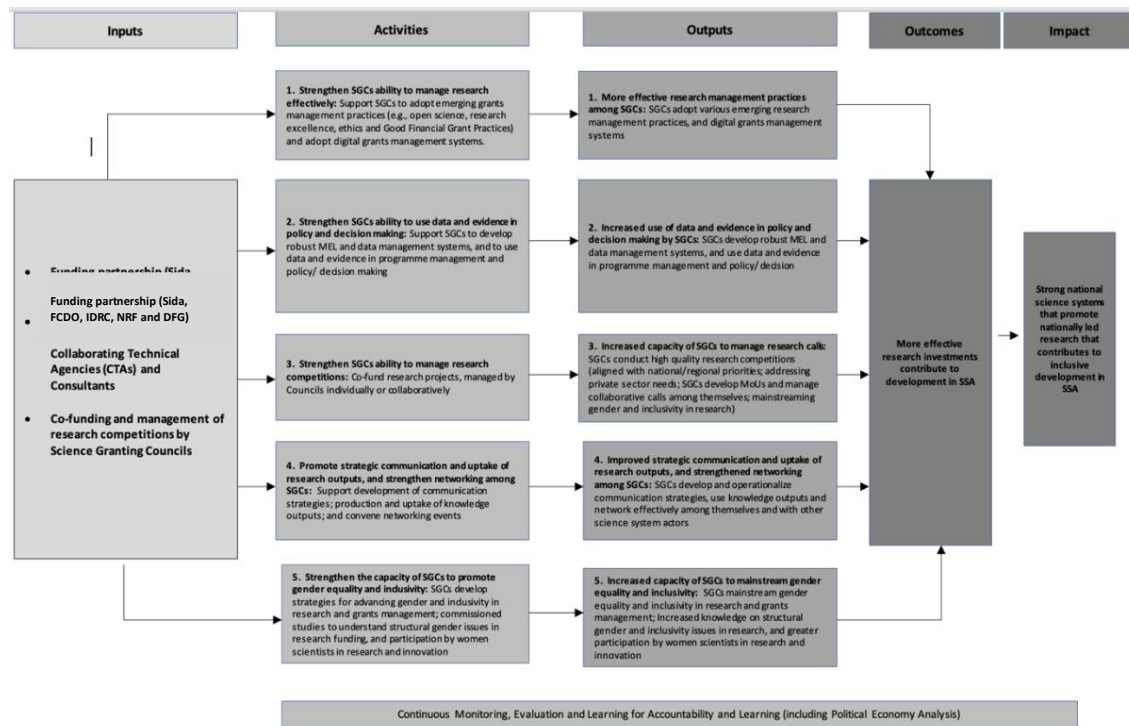 Inputs
Activities
Outputs
Outcomes
Impact
Funding partnership (Sida,
Funding partnership (Sida,
FCDO, IDRC, NRF and DFG)
Collaborating Technical
Agencies (CTAs) and
Consultants
Co-funding and management of
research competitions by
Science Granting Councils
1. Strengthen SGCs ability to manage research
effectively: Support SGCs to adopt emerging grants
management practices (e.g., open science, research
excellence, ethics and Good Financial Grant Practices)
and adopt digital grants management systems.
2. Strengthen SGCs ability to use data and evidence in
policy and decision making: Support SGCs to develop
robust MEL and data management systems, and to use
data and evidence in programme management and
policy/ decision making
3. Strengthen SGCs ability to manage research
competitions: Co-fund research projects, managed by
Councils individually or collaboratively
4. Promote strategic communication and uptake of
research outputs, and strengthen networking among
SGCs: Support development of communication
strategies; production and uptake of knowledge
outputs; and convene networking events
5. Strengthen the capacity of SGCs to promote
gender equality and inclusivity: SGCs develop
strategies for advancing gender and inclusivity in
research and grants management; commissioned
studies to understand structural gender issues in
research funding, and participation by women
scientists in research and innovation
1. More effective research management practices
among SGCs: SGCs adopt various emerging research
management practices, and digital grants management
systems
2. Increased use of data and evidence in policy and
decision making by SGCs: SGCs develop robust MEL and
data management systems, and use data and evidence
in programme management and policy/ decision
3. Increased capacity of SGCs to manage research calls:
SGCs conduct high quality research competitions
(aligned with national/regional priorities; addressing
private sector needs; SGCs develop MoUs and manage
collaborative calls among themselves; mainstreaming
gender and inclusivity in research)
4. Improved strategic communication and uptake of
research outputs, and strengthened networking
among SGCs: SGCs develop and operationalize
communication strategies, use knowledge outputs and
network effectively among themselves and with other
science system actors
5. Increased capacity of SGCs to mainstream gender
equality and inclusivity: SGCs mainstream gender
equality and inclusivity in research and grants
management; Increased knowledge on structural
gender and inclusivity issues in research, and greater
participation by women scientists in research and
innovation
More effective
research investments
contribute to
development in SSA
Strong national
science systems
that promote
nationally led
research that
contributes to
inclusive
development in
SSA
Continuous Monitoring, Evaluation and Learning for Accountability and Learning (including Political Economy Analysis)